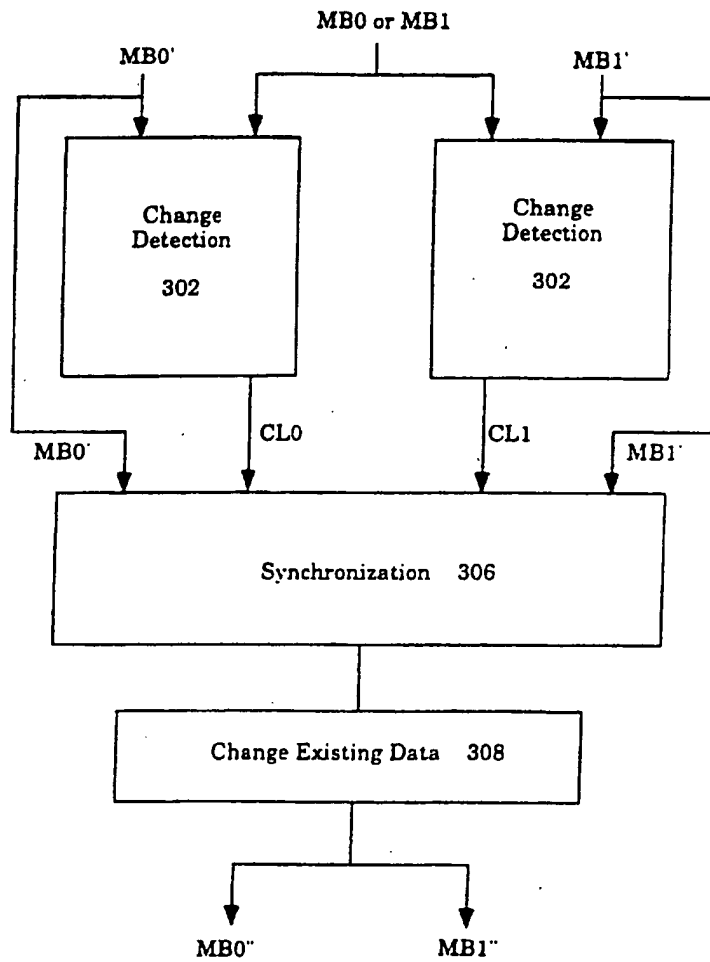 MB0 or MB1
MB0'
MB1'
Change
Detection
302
Change
Detection
302
CL0
CL1
MB0'
MB1'
Synchronization 306
Change Existing Data 308
MB0"
MB1"